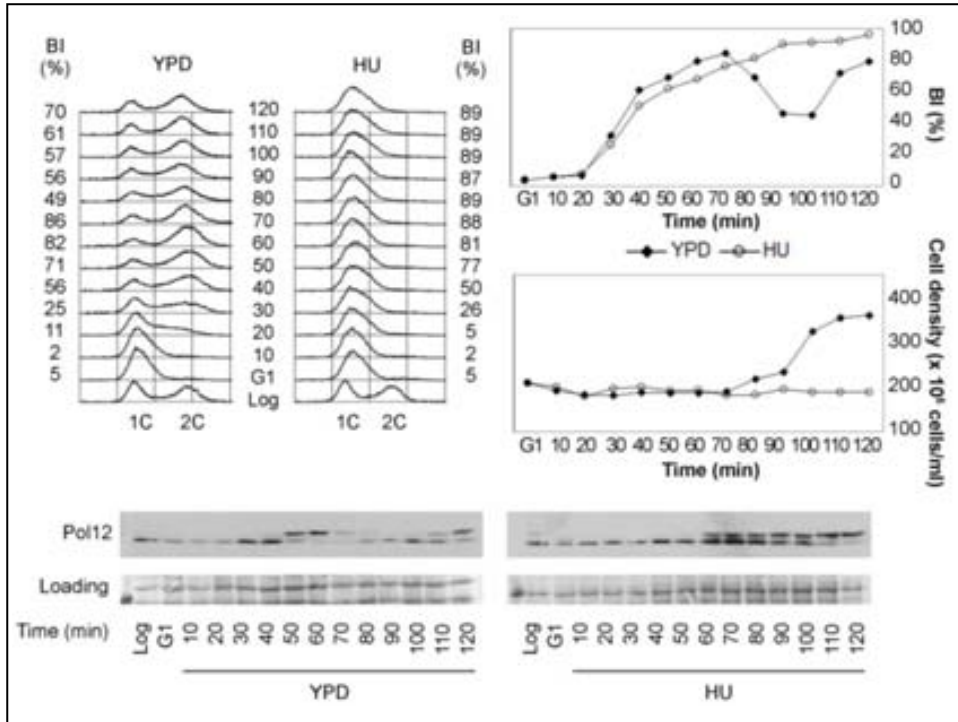 BI
(%)
YPD
HU
BI
(%)
70 120 89
61 110 89
57 100 89
56 90 87
49 80 89
86 70 88
82 60 81
71 50 77
56 40 50
25 30 26
11 20 5
2 10 2
5 G1 5
Log
1C 2C 1C 2C
100
80
60
40
20
0
BI (%)
G1 10 20 30 40 50 60 70 80 90 100 110 120
Time (min)
YPD HU
400
300
200
100
Cell density (x 10⁶ cells/ml)
G1 10 20 30 40 50 60 70 80 90 100 110 120
Time (min)
Pol12
Loading
Time (min) Log G1 10 20 30 40 50 60 70 80 90 100 110 120 Log G1 10 20 30 40 50 60 70 80 90 100 110 120
YPD HU